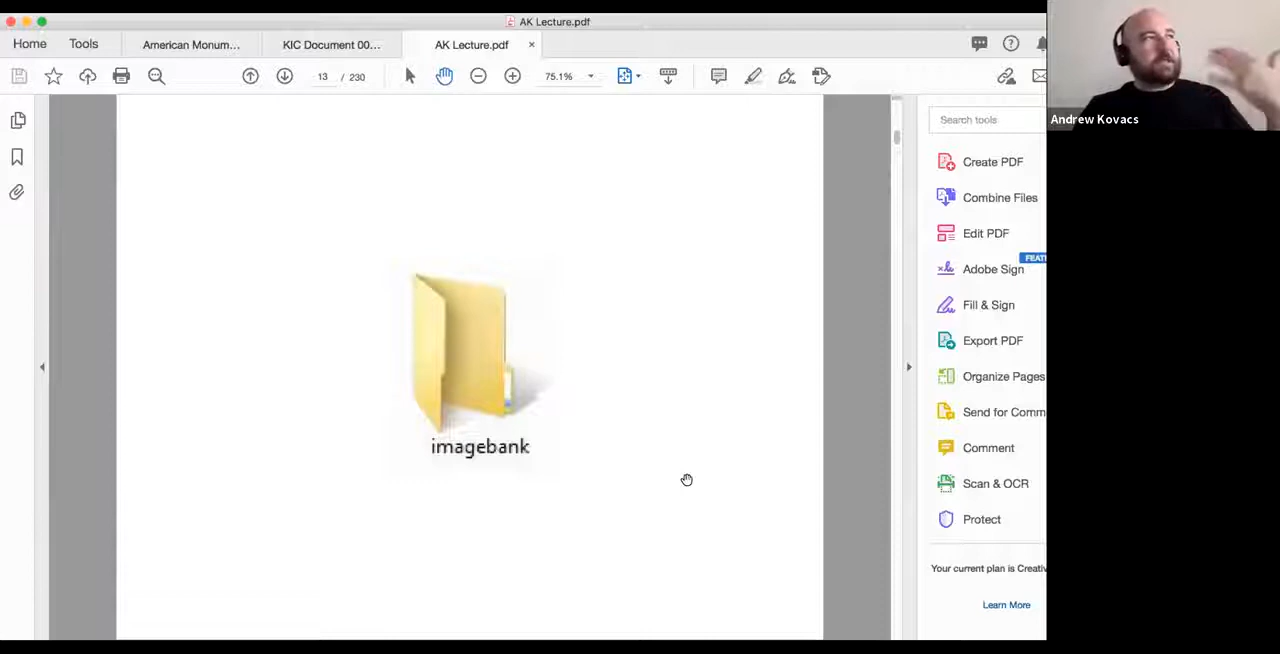 AK Lecture.pdf
Home Tools American Monum... KIC Document 00... AK Lecture.pdf ×
13 / 230 75.1%
Andrew Kovacs
Search tools
Create PDF
Combine Files
Edit PDF
FEAT
Adobe Sign
Fill & Sign
Export PDF
Organize Pages
Send for Comm
Comment
Scan & OCR
Protect
Your current plan is Creativ
Learn More
imagebank